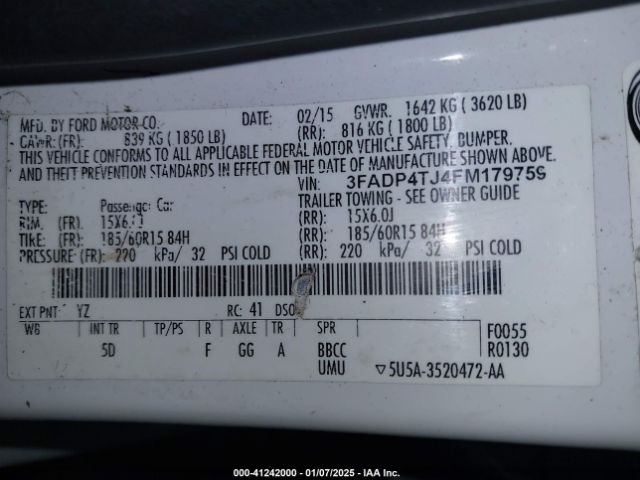 MFD. BY FORD MOTOR CO. DATE: 02/15 GVWR: 1642 KG ( 3620 LB)
GAWR: (FR): 839 KG ( 1850 LB) (RR): 816 KG ( 1800 LB)
THIS VEHICLE CONFORMS TO ALL APPLICABLE FEDERAL MOTOR VEHICLE SAFETY, BUMPER,
AND THEFT PREVENTION STANDARDS IN EFFECT ON THE DATE OF MANUFACTURE SHOWN ABOVE.
VIN: 3FADP4TJ4FM179759
TYPE: Passenger Car TRAILER TOWING - SEE OWNER GUIDE
RIM: (FR): 15X6.0J (RR): 15X6.0J
TIRE: (FR): 185/60R15 84H (RR): 185/60R15 84H
PRESSURE (FR): 220 kPa/ 32 PSI COLD (RR): 220 kPa/ 32 PSI COLD
EXT PNT: YZ RC: 41 DSO:
WB INT TR TP/PS R AXLE TR SPR F0055
5D F GG A BBCC R0130
UMU ▽5U5A-3520472-AA
000-41242000 - 01/07/2025 - IAA